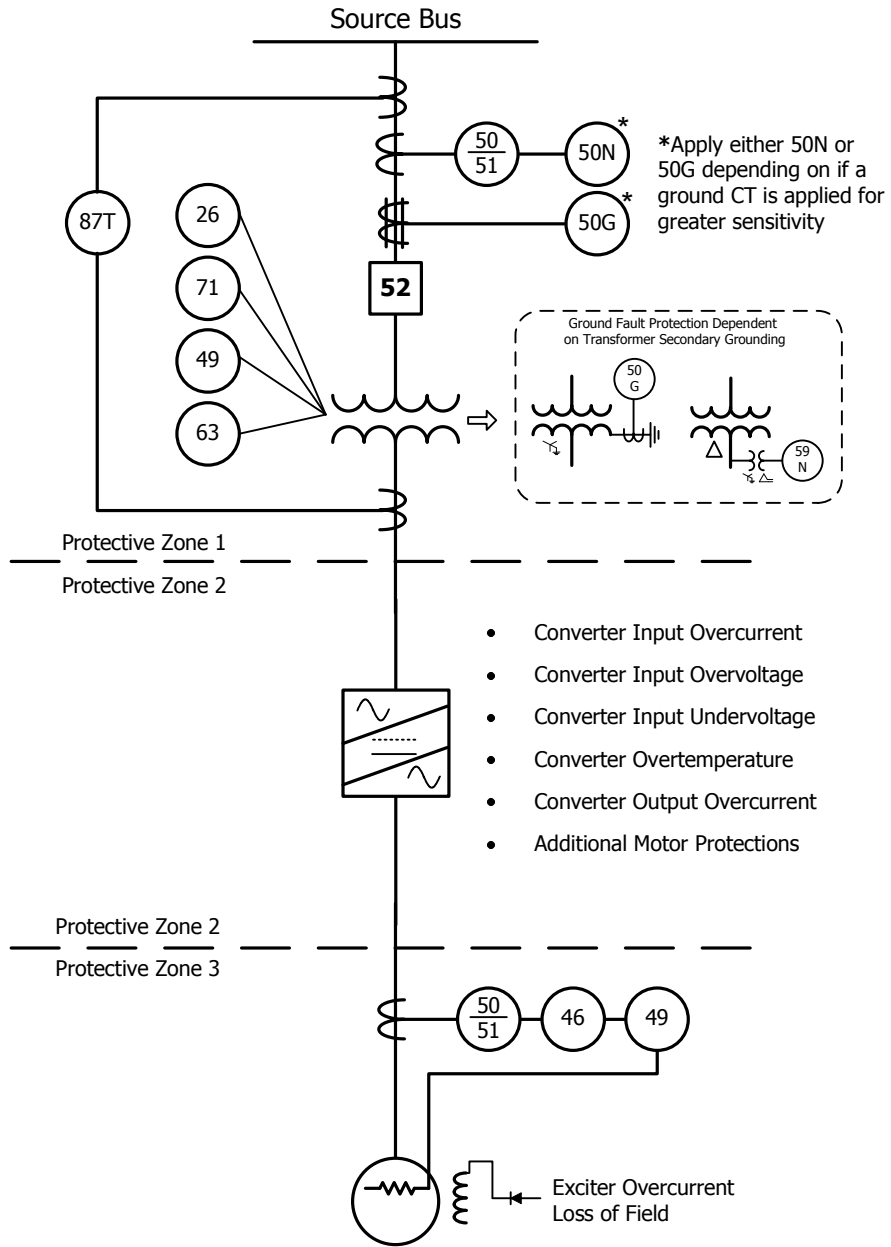 Source Bus
50
51
50N
*
*Apply either 50N or
50G depending on if a
ground CT is applied for
greater sensitivity
87T
26
50G
*
71
52
49
63
Ground Fault Protection Dependent
on Transformer Secondary Grounding
50
G
59
N
Protective Zone 1
Protective Zone 2
• Converter Input Overcurrent
• Converter Input Overvoltage
• Converter Input Undervoltage
• Converter Overtemperature
• Converter Output Overcurrent
• Additional Motor Protections
Protective Zone 2
Protective Zone 3
50
51
46
49
Exciter Overcurrent
Loss of Field